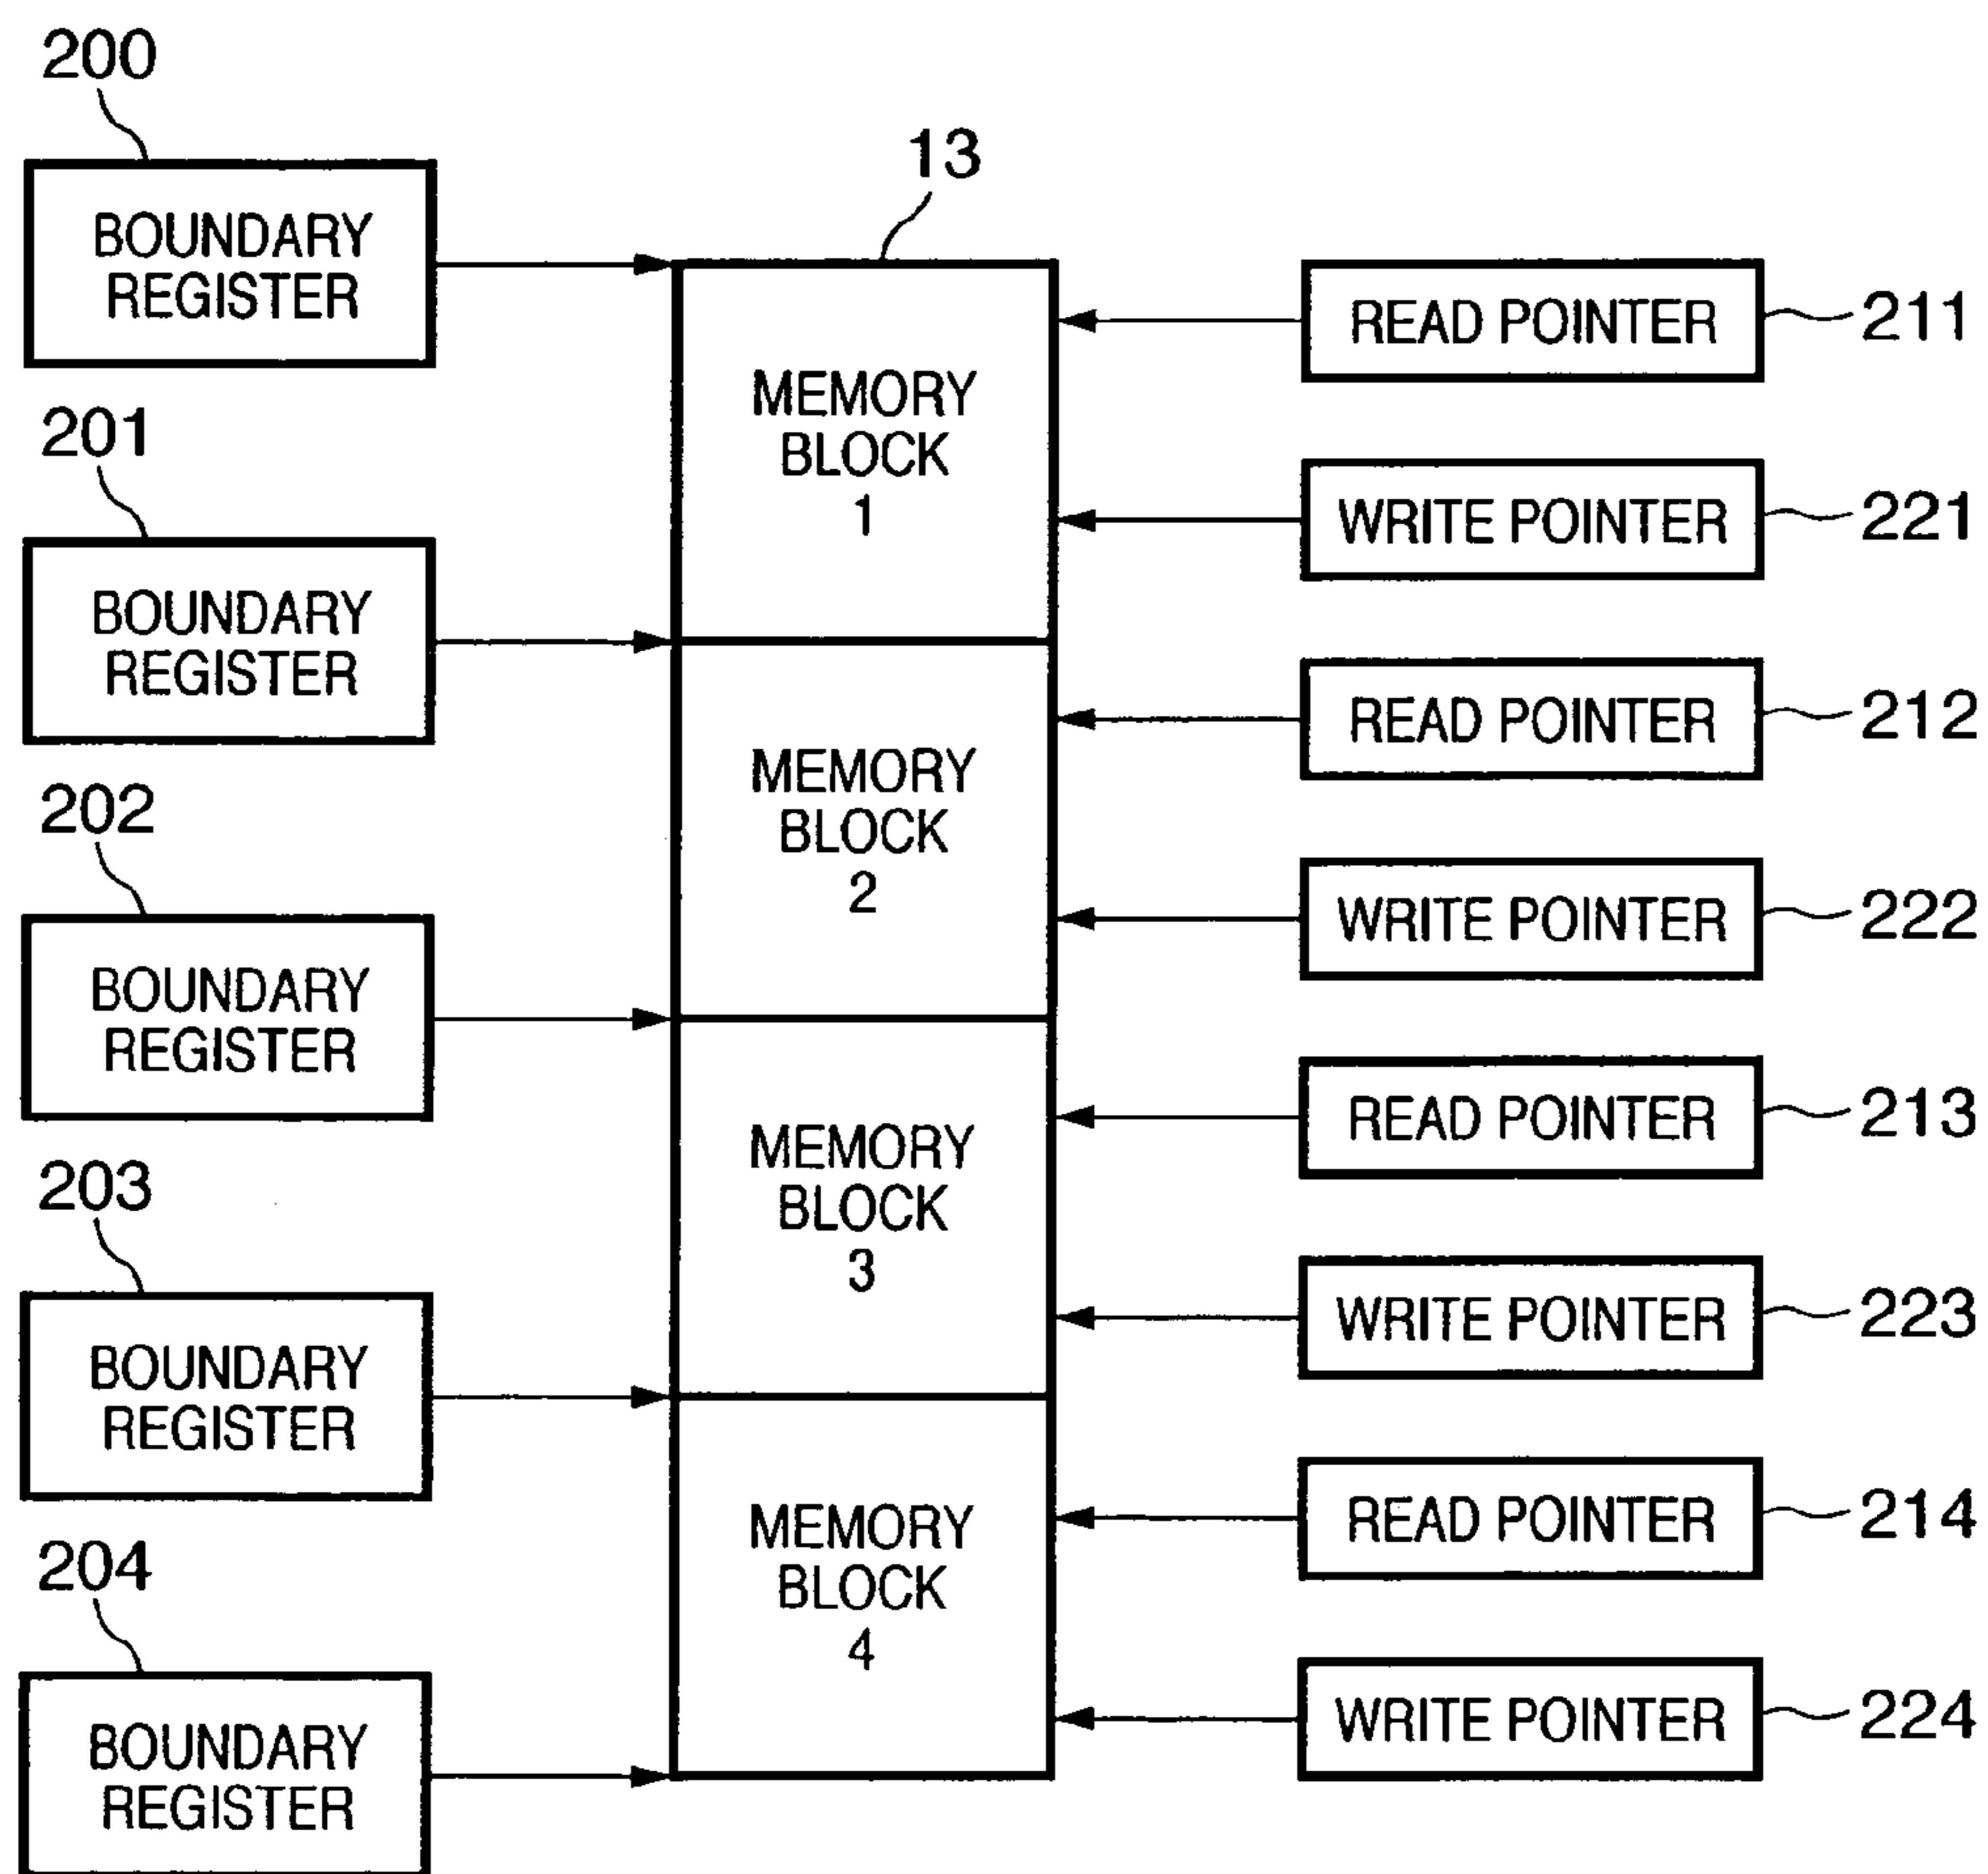 200
BOUNDARY
REGISTER
201
BOUNDARY
REGISTER
202
BOUNDARY
REGISTER
203
BOUNDARY
REGISTER
204
BOUNDARY
REGISTER
13
MEMORY
BLOCK
1
MEMORY
BLOCK
2
MEMORY
BLOCK
3
MEMORY
BLOCK
4
READ POINTER 211
WRITE POINTER 221
READ POINTER 212
WRITE POINTER 222
READ POINTER 213
WRITE POINTER 223
READ POINTER 214
WRITE POINTER 224